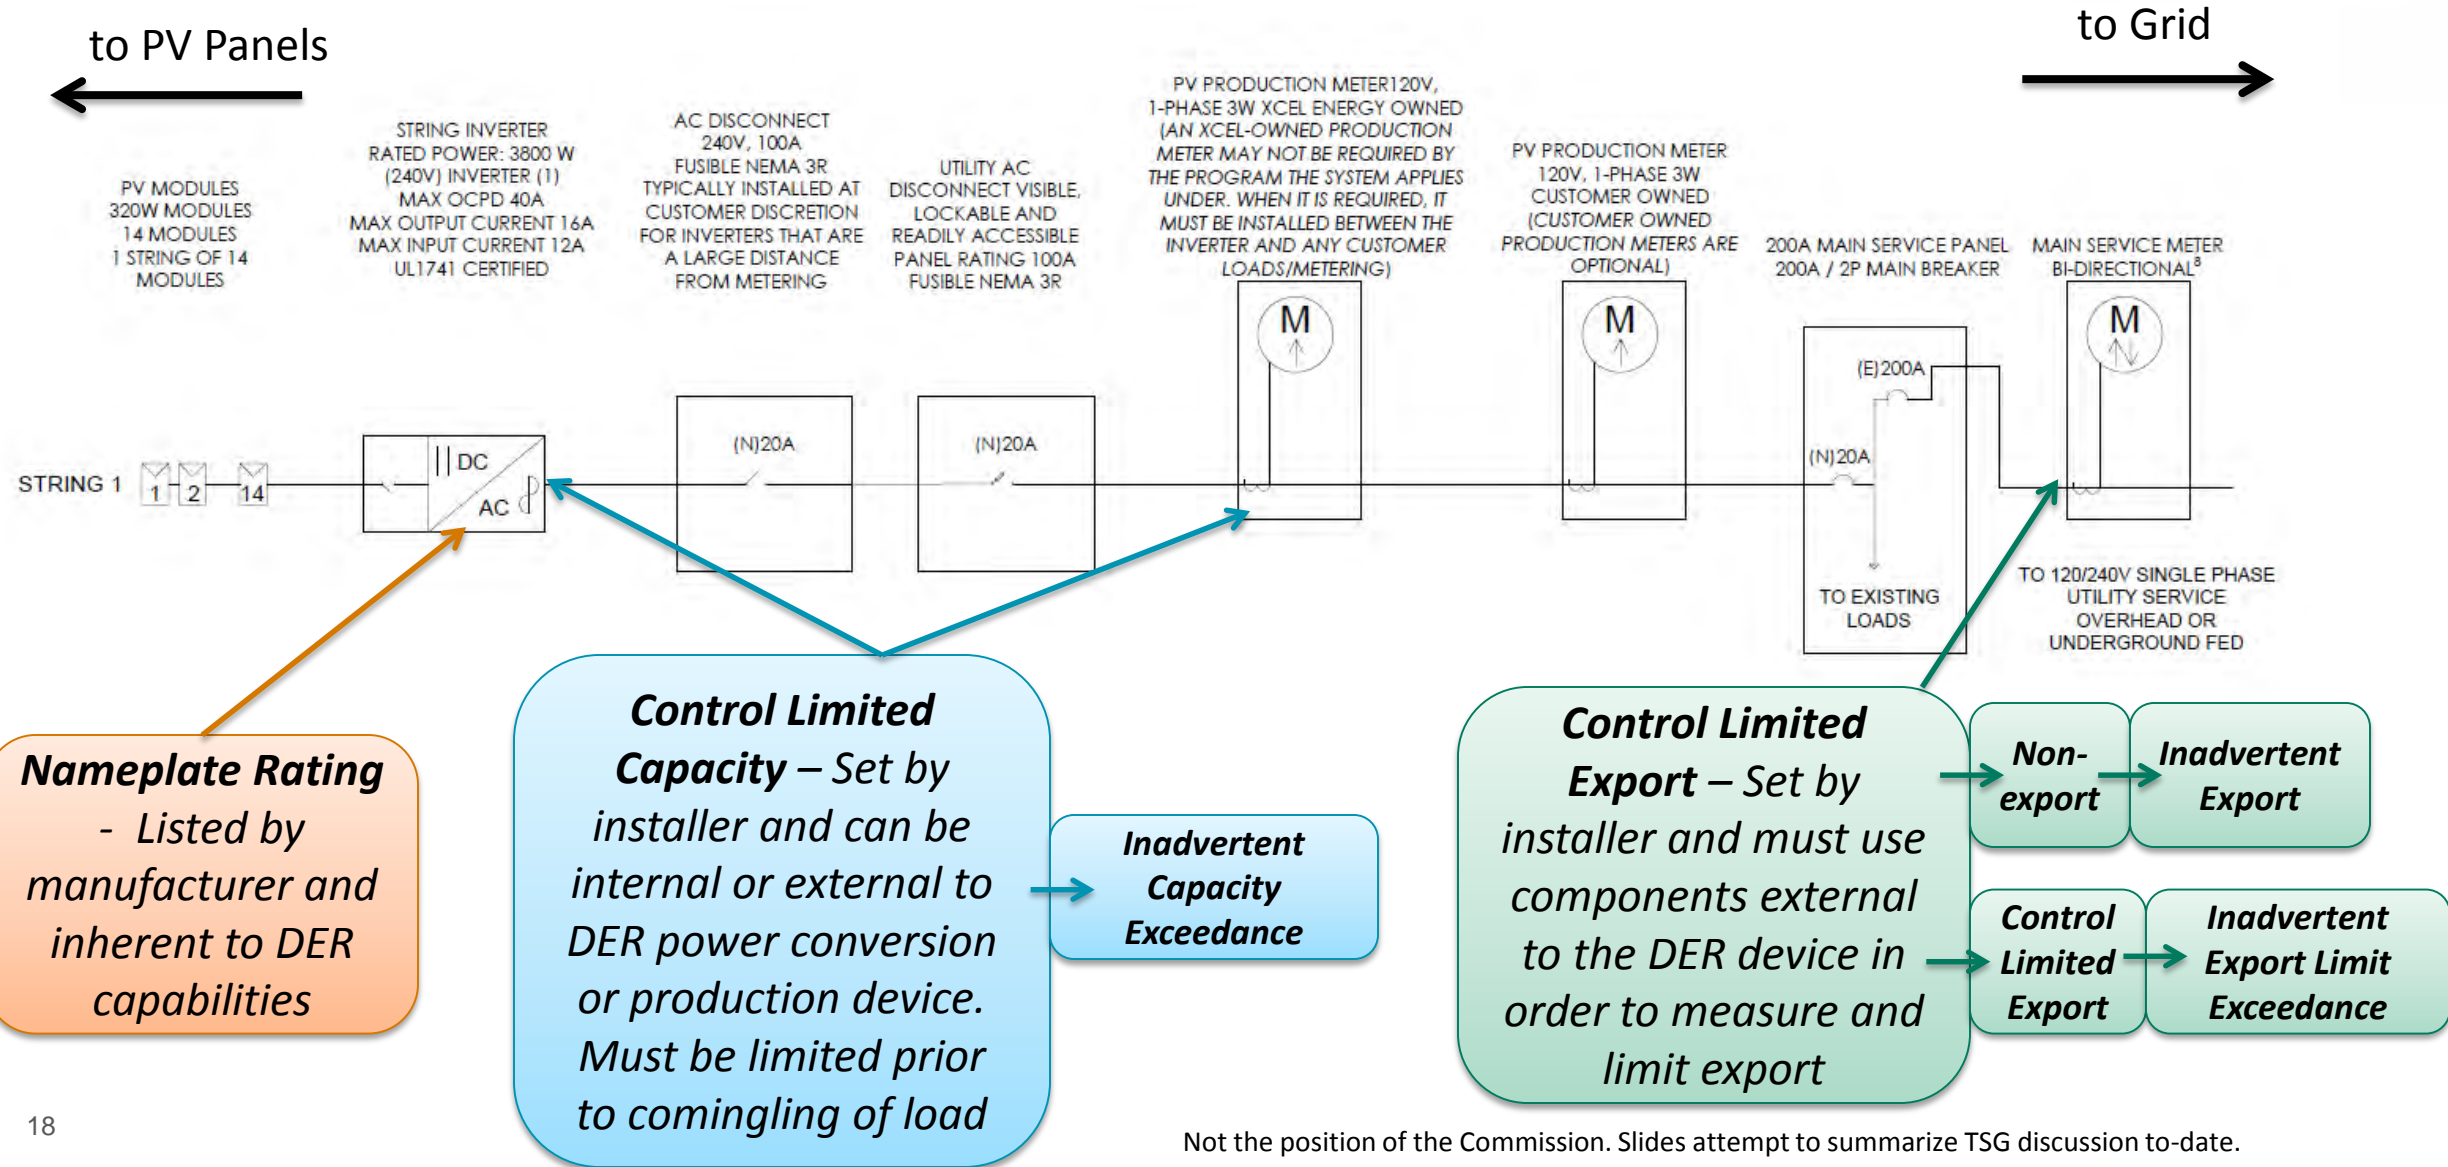 to PV Panels
to Grid
PV MODULES
320W MODULES
14 MODULES
1 STRING OF 14
MODULES
STRING INVERTER
RATED POWER: 3800 W
(240V) INVERTER (1)
MAX OCPD 40A
MAX OUTPUT CURRENT 16A
MAX INPUT CURRENT 12A
UL1741 CERTIFIED
AC DISCONNECT
240V, 100A
FUSIBLE NEMA 3R
TYPICALLY INSTALLED AT
CUSTOMER DISCRETION
FOR INVERTERS THAT ARE
A LARGE DISTANCE
FROM METERING
UTILITY AC
DISCONNECT VISIBLE,
LOCKABLE AND
READILY ACCESSIBLE
PANEL RATING 100A
FUSIBLE NEMA 3R
PV PRODUCTION METER120V,
1-PHASE 3W XCEL ENERGY OWNED
(AN XCEL-OWNED PRODUCTION
METER MAY NOT BE REQUIRED BY
THE PROGRAM THE SYSTEM APPLIES
UNDER. WHEN IT IS REQUIRED, IT
MUST BE INSTALLED BETWEEN THE
INVERTER AND ANY CUSTOMER
LOADS/METERING)
PV PRODUCTION METER
120V, 1-PHASE 3W
CUSTOMER OWNED
(CUSTOMER OWNED
PRODUCTION METERS ARE
OPTIONAL)
200A MAIN SERVICE PANEL
200A / 2P MAIN BREAKER
MAIN SERVICE METER
BI-DIRECTIONAL⁸
STRING 1
1
2
14
DC
AC
(N)20A
(N)20A
M
M
(E)200A
(N)20A
TO EXISTING
LOADS
M
TO 120/240V SINGLE PHASE
UTILITY SERVICE
OVERHEAD OR
UNDERGROUND FED
Nameplate Rating
- Listed by
manufacturer and
inherent to DER
capabilities
Control Limited
Capacity – Set by
installer and can be
internal or external to
DER power conversion
or production device.
Must be limited prior
to comingling of load
Inadvertent
Capacity
Exceedance
Control Limited
Export – Set by
installer and must use
components external
to the DER device in
order to measure and
limit export
Non-
export
Inadvertent
Export
Control
Limited
Export
Inadvertent
Export Limit
Exceedance
18
Not the position of the Commission. Slides attempt to summarize TSG discussion to-date.